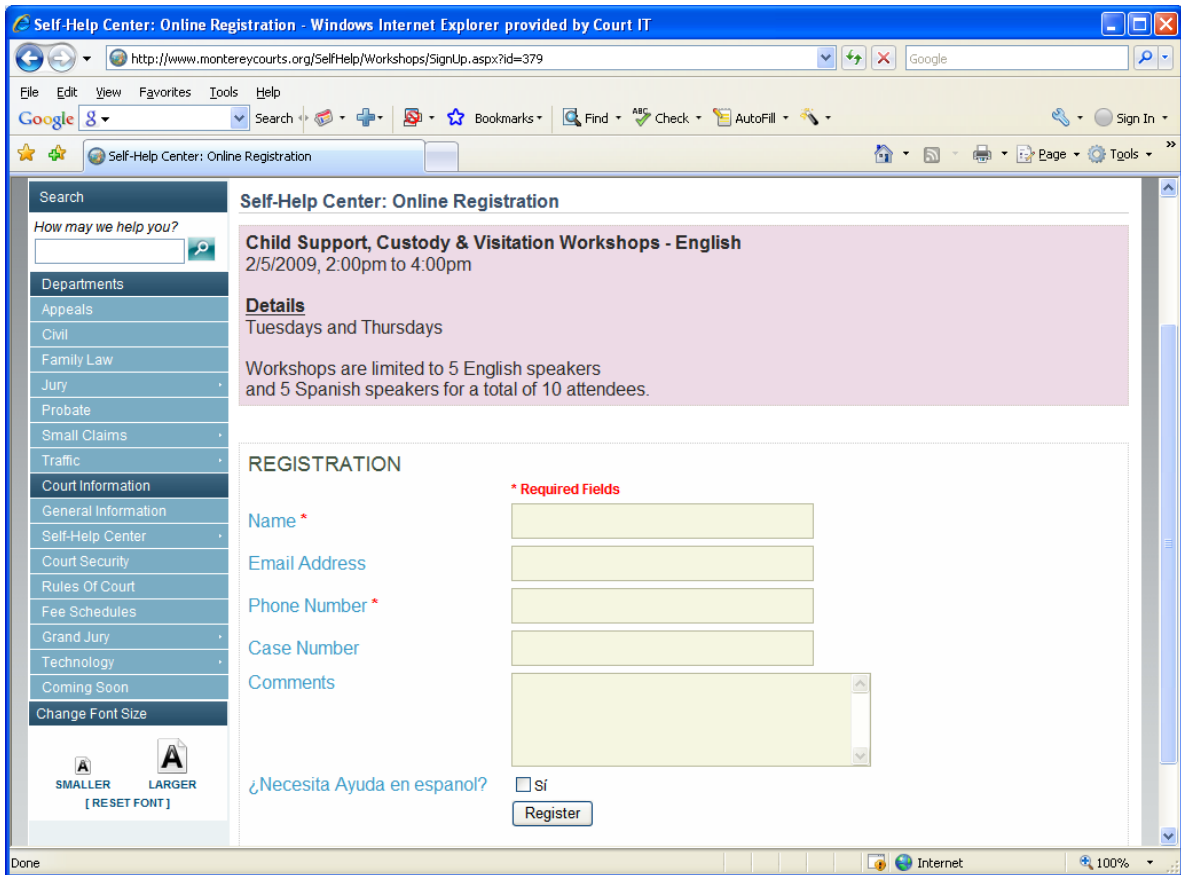 Self-Help Center: Online Registration - Windows Internet Explorer provided by Court IT
http://www.montereycourts.org/SelfHelp/Workshops/SignUp.aspx?id=379
Google
File Edit View Favorites Tools Help
Google Search Bookmarks Find Check AutoFill Sign In
Self-Help Center: Online Registration
Page Tools
Search
How may we help you?
Departments
Appeals
Civil
Family Law
Jury
Probate
Small Claims
Traffic
Court Information
General Information
Self-Help Center
Court Security
Rules Of Court
Fee Schedules
Grand Jury
Technology
Coming Soon
Change Font Size
A A
SMALLER LARGER
[ RESET FONT ]
Self-Help Center: Online Registration
Child Support, Custody & Visitation Workshops - English
2/5/2009, 2:00pm to 4:00pm
Details
Tuesdays and Thursdays
Workshops are limited to 5 English speakers
and 5 Spanish speakers for a total of 10 attendees.
REGISTRATION
* Required Fields
Name *
Email Address
Phone Number *
Case Number
Comments
¿Necesita Ayuda en espanol? Sí
Register
Done Internet 100%